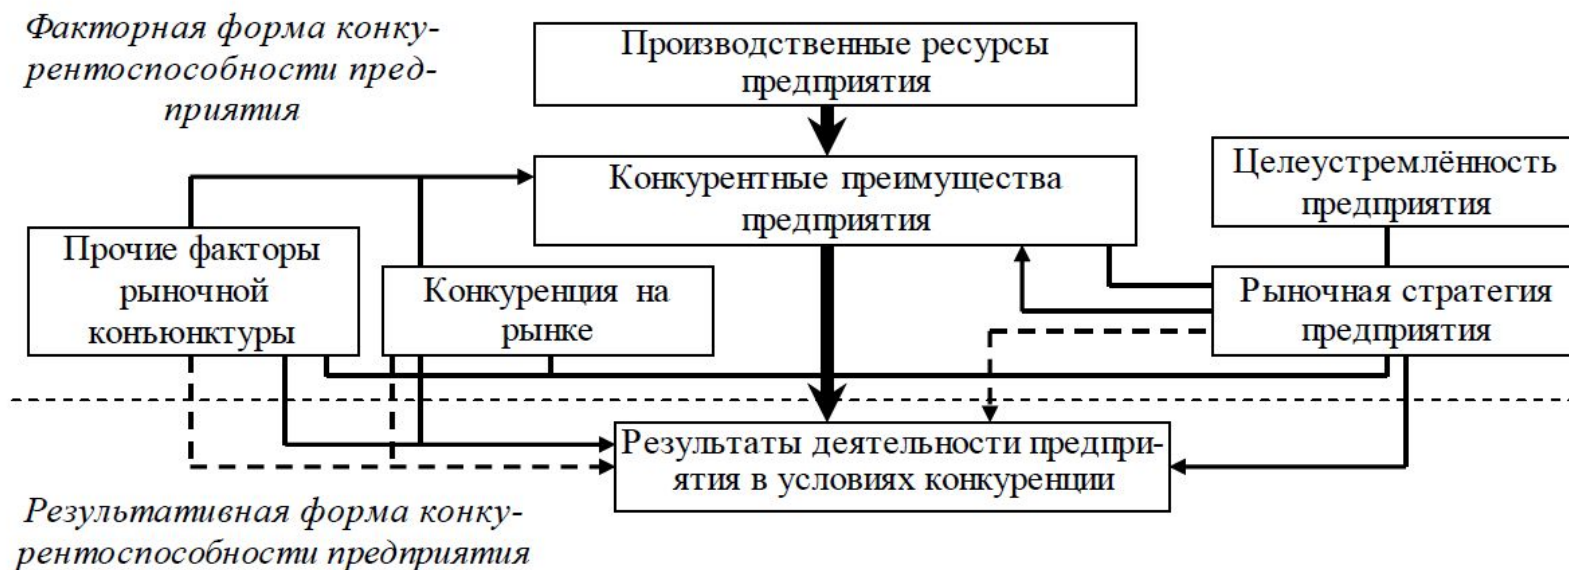 Факторная форма конку-
рентоспособности пред-
приятия
Производственные ресурсы
предприятия
Конкурентные преимущества
предприятия
Целеустремлённость
предприятия
Прочие факторы
рыночной
конъюнктуры
Конкуренция на
рынке
Рыночная стратегия
предприятия
Результаты деятельности предпри-
ятия в условиях конкуренции
Результативная форма конку-
рентоспособности предприятия